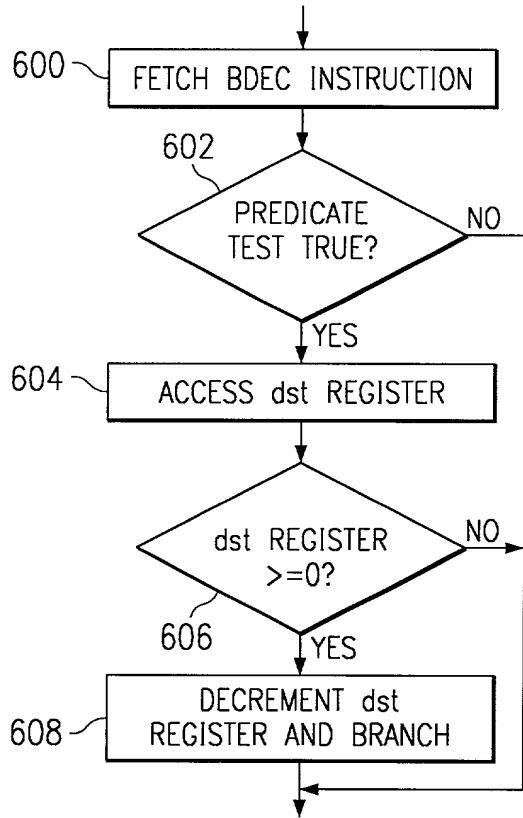 600
FETCH BDEC INSTRUCTION
602
PREDICATE
TEST TRUE?
NO
YES
604
ACCESS dst REGISTER
dst REGISTER
>=0?
NO
606
YES
608
DECREMENT dst
REGISTER AND BRANCH